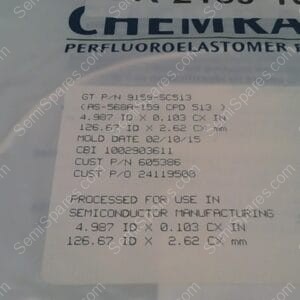 CHEMRA
PERFLUOROELASTOMER
GT P/N 9159-SC513
(AS-568A-159 CPD 513 )
4.987 ID X 0.103 CX IN
126.67 ID X 2.62 CX mm
MOLD DATE 02/10/15
CBI 1002903611
CUST P/N 605386
CUST P/O 24119500
PROCESSED FOR USE IN
SEMICONDUCTOR MANUFACTURING
4.987 ID X 0.103 CX IN
126.67 ID X 2.62 CX mm
SemiSpares.com